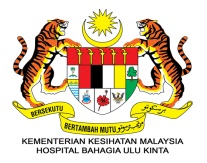 BERSEKUTU
BERTAMBAH MUTU
KEMENTERIAN KESIHATAN MALAYSIA
HOSPITAL BAHAGIA ULU KINTA